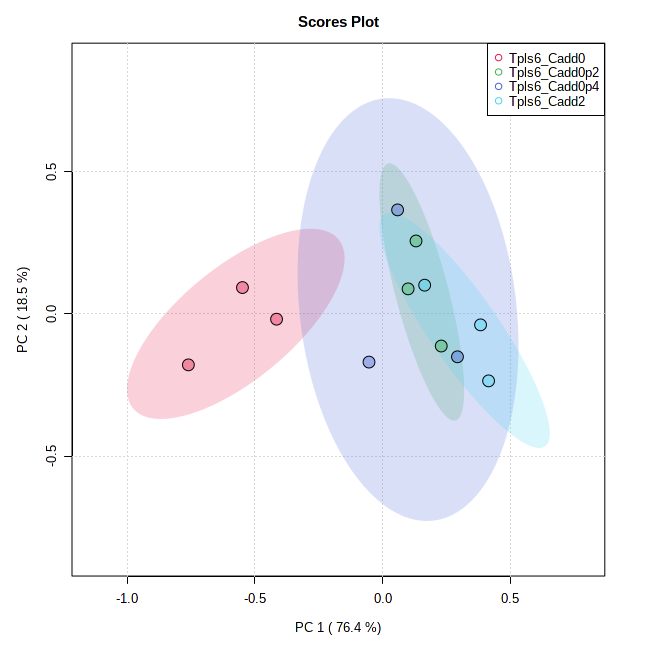 Scores Plot
Tpls6_Cadd0
Tpls6_Cadd0p2
Tpls6_Cadd0p4
Tpls6_Cadd2
0.5
0.0
-0.5
PC 2 ( 18.5 %)
-1.0 -0.5 0.0 0.5
PC 1 ( 76.4 %)